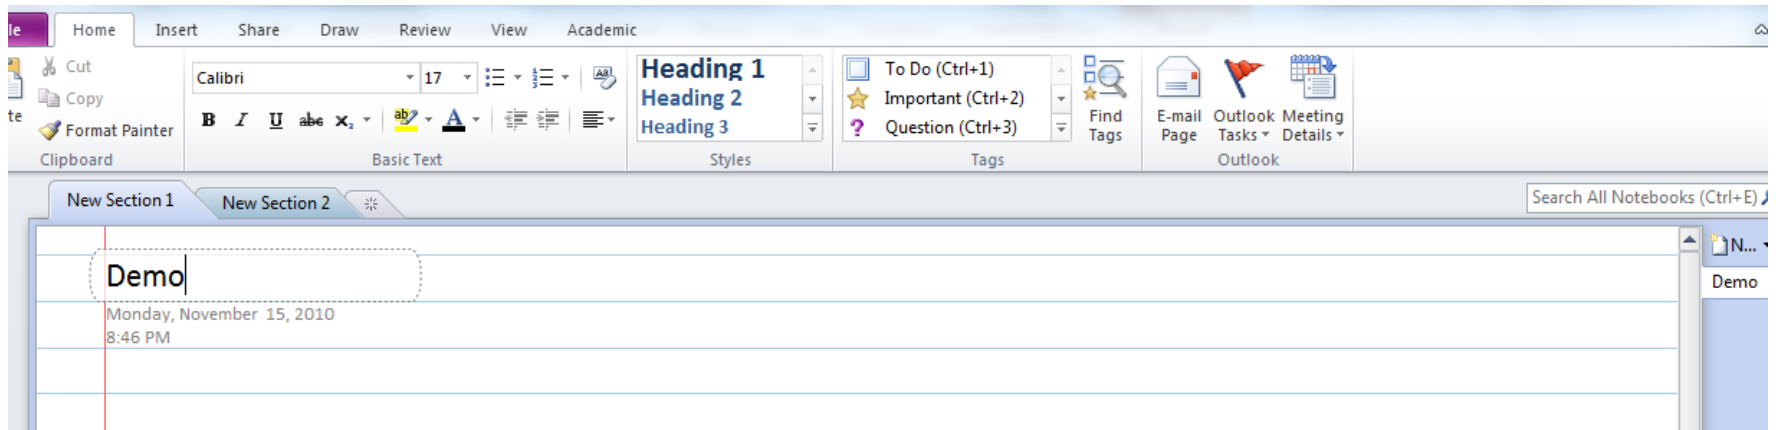 le Home Insert Share Draw Review View Academic
Cut
Copy
te Format Painter
Clipboard
Calibri 17
B I U abc x₂ ab A
Basic Text
Heading 1
Heading 2
Heading 3
Styles
To Do (Ctrl+1)
Important (Ctrl+2)
Question (Ctrl+3)
Tags
Find
Tags
E-mail
Page
Outlook
Tasks
Meeting
Details
Outlook
New Section 1 New Section 2
Search All Notebooks (Ctrl+E)
N...
Demo
Demo
Monday, November 15, 2010
8:46 PM